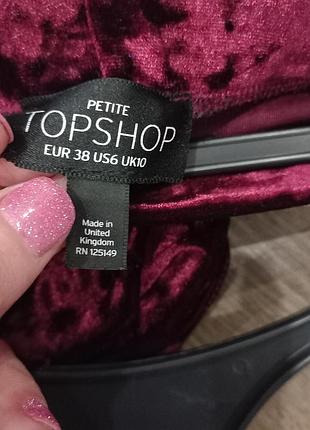 PETITE
TOPSHOP
EUR 38 US6 UK10
Made in
United
Kingdom
RN 125149